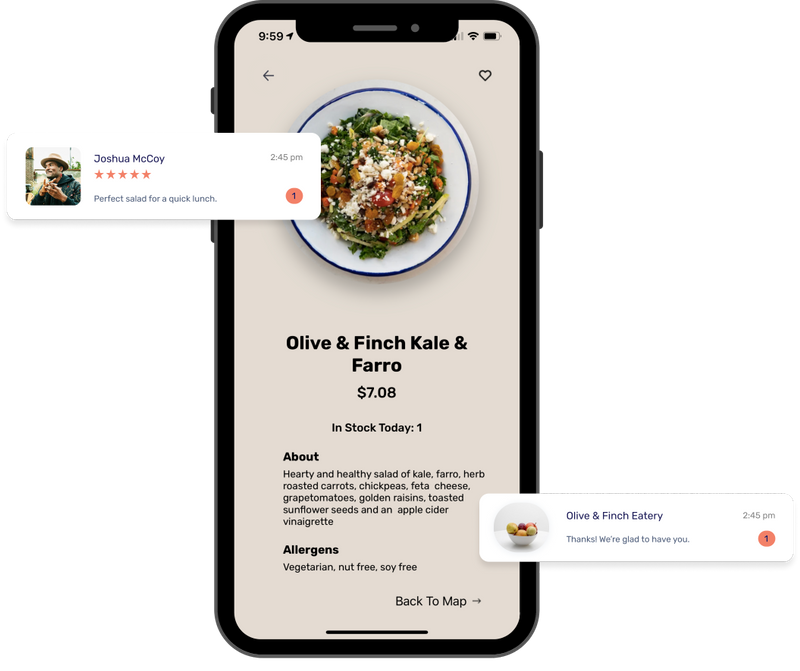 9:59
Joshua McCoy
2:45 pm
Perfect salad for a quick lunch.
1
Olive & Finch Kale &
Farro
$7.08
In Stock Today: 1
About
Hearty and healthy salad of kale, farro, herb
roasted carrots, chickpeas, feta  cheese,
grapetomatoes, golden raisins, toasted
sunflower seeds and an  apple cider
vinaigrette
Olive & Finch Eatery
2:45 pm
Thanks! We're glad to have you.
1
Allergens
Vegetarian, nut free, soy free
Back To Map →